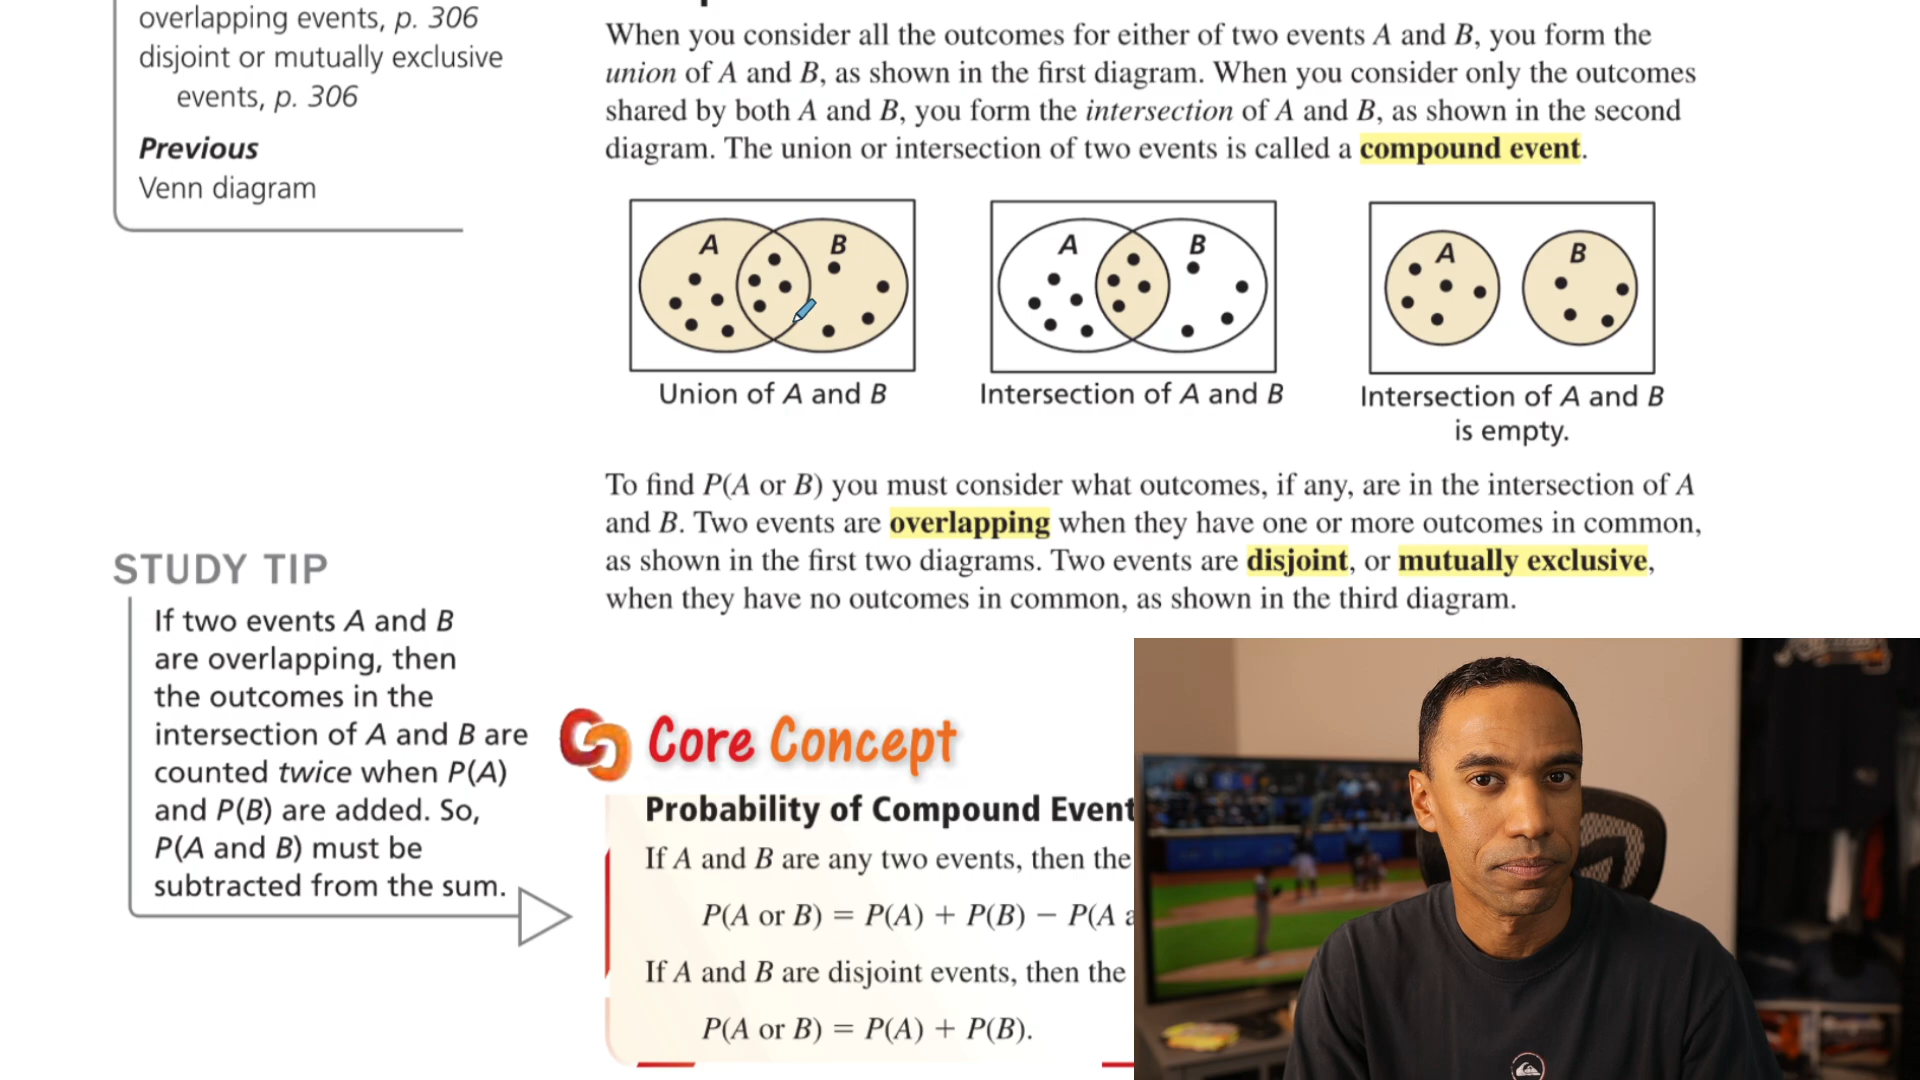 overlapping events, p. 306
disjoint or mutually exclusive
events, p. 306
Previous
Venn diagram
When you consider all the outcomes for either of two events A and B, you form the
union of A and B, as shown in the first diagram. When you consider only the outcomes
shared by both A and B, you form the intersection of A and B, as shown in the second
diagram. The union or intersection of two events is called a compound event.
A B
Union of A and B
A B
Intersection of A and B
A B
Intersection of A and B
is empty.
To find P(A or B) you must consider what outcomes, if any, are in the intersection of A
and B. Two events are overlapping when they have one or more outcomes in common,
as shown in the first two diagrams. Two events are disjoint, or mutually exclusive,
when they have no outcomes in common, as shown in the third diagram.
STUDY TIP
If two events A and B
are overlapping, then
the outcomes in the
intersection of A and B are
counted twice when P(A)
and P(B) are added. So,
P(A and B) must be
subtracted from the sum.
Core Concept
Probability of Compound Event
If A and B are any two events, then the
P(A or B) = P(A) + P(B) − P(A a
If A and B are disjoint events, then the
P(A or B) = P(A) + P(B).